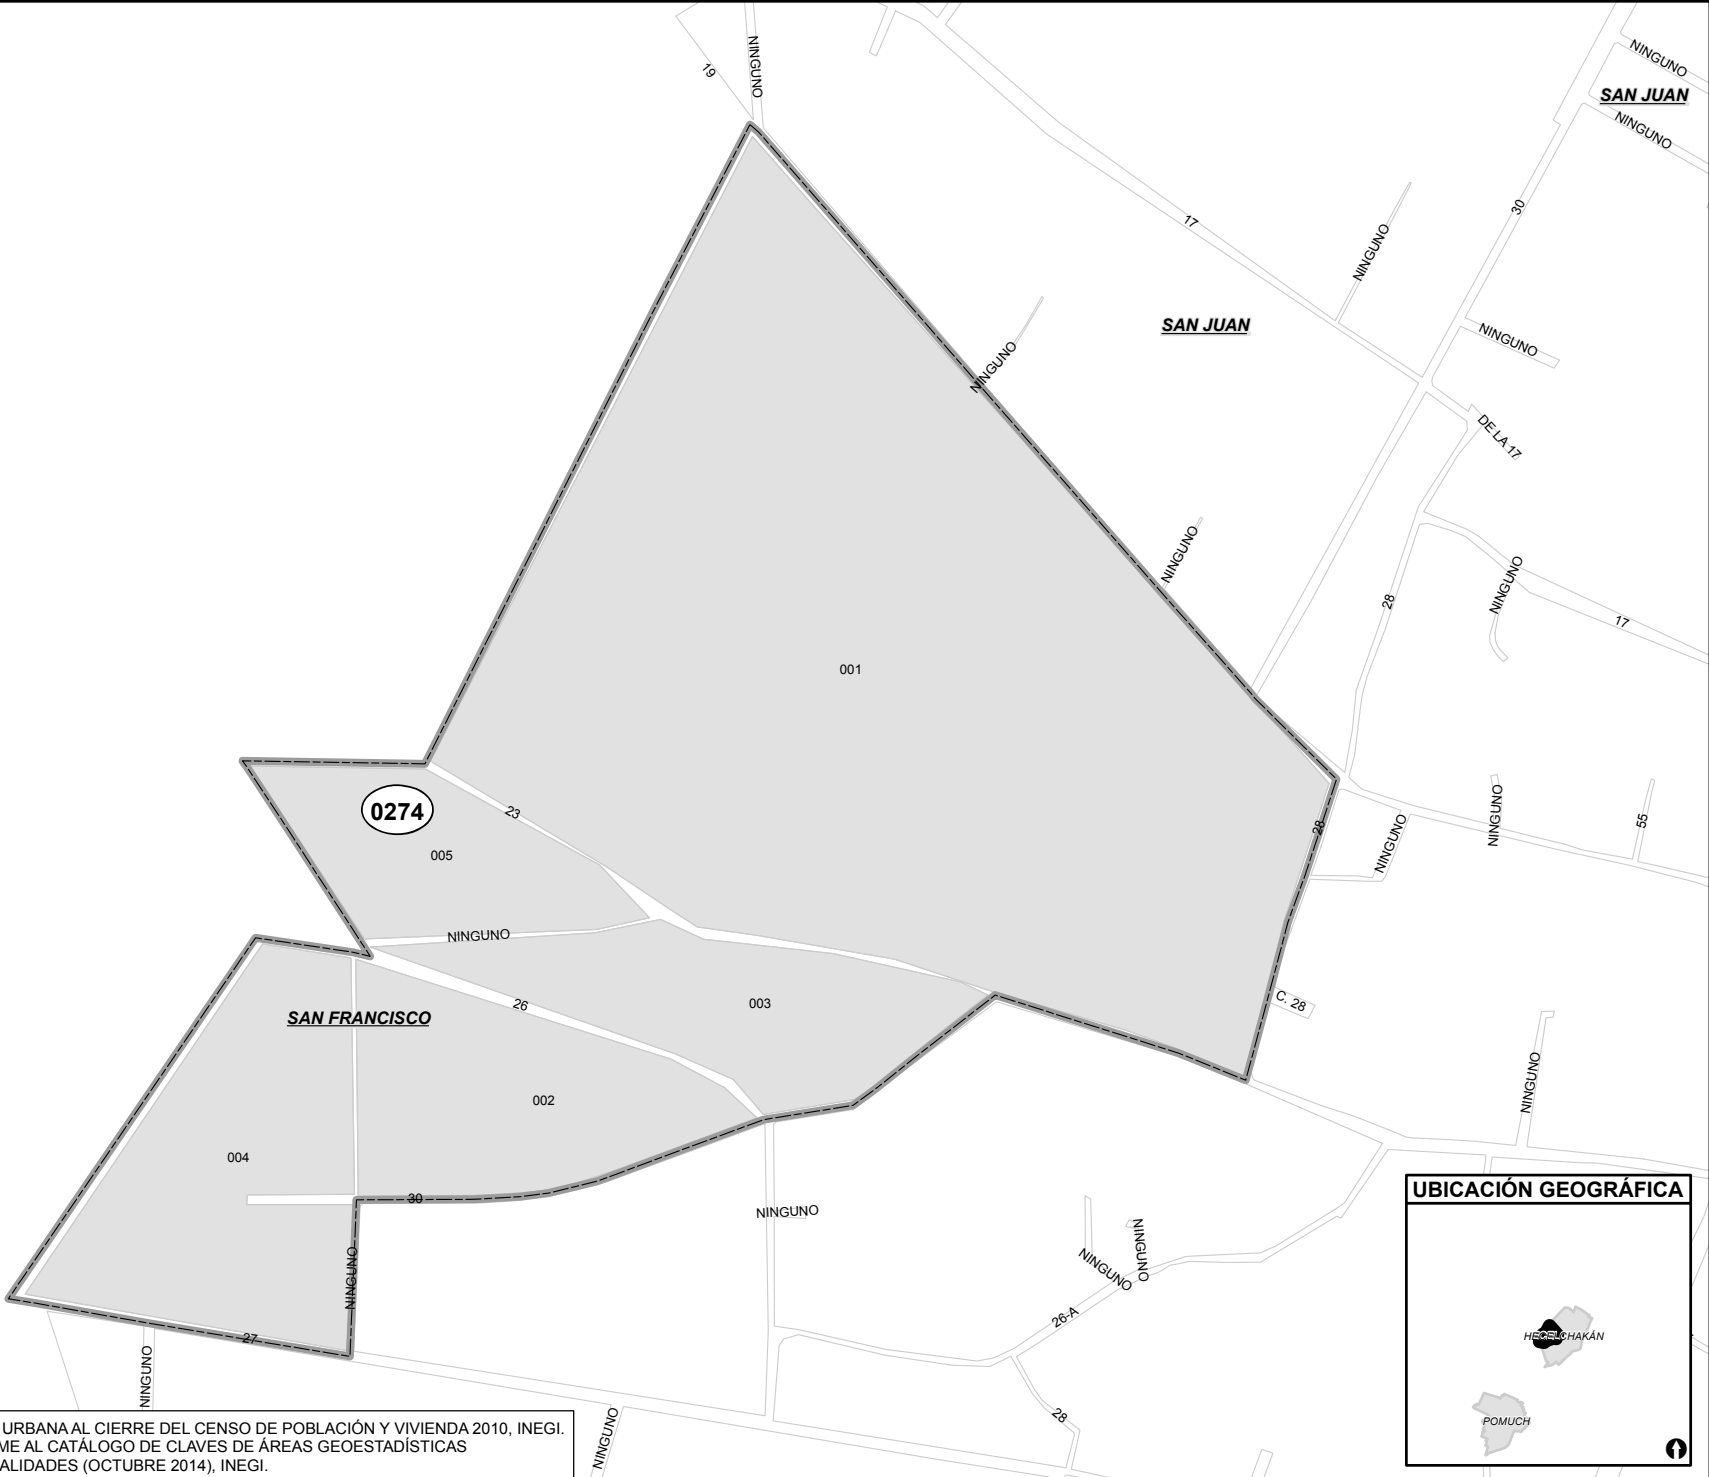 NINGUNO
19
NINGUNO
SAN JUAN
NINGUNO
30
17
NINGUNO
SAN JUAN
NINGUNO
NINGUNO
DE LA 17
NINGUNO
NINGUNO
28
17
001
0274
23
005
28
NINGUNO
NINGUNO
55
NINGUNO
26
003
C. 28
SAN FRANCISCO
002
NINGUNO
004
30
NINGUNO
NINGUNO
NINGUNO
NINGUNO
26-A
27
NINGUNO
28
NINGUNO
UBICACIÓN GEOGRÁFICA
HECELCHAKÁN
POMUCH
URBANA AL CIERRE DEL CENSO DE POBLACIÓN Y VIVIENDA 2010, INEGI.
ME AL CATÁLOGO DE CLAVES DE ÁREAS GEOESTADÍSTICAS
ALIDADES (OCTUBRE 2014), INEGI.